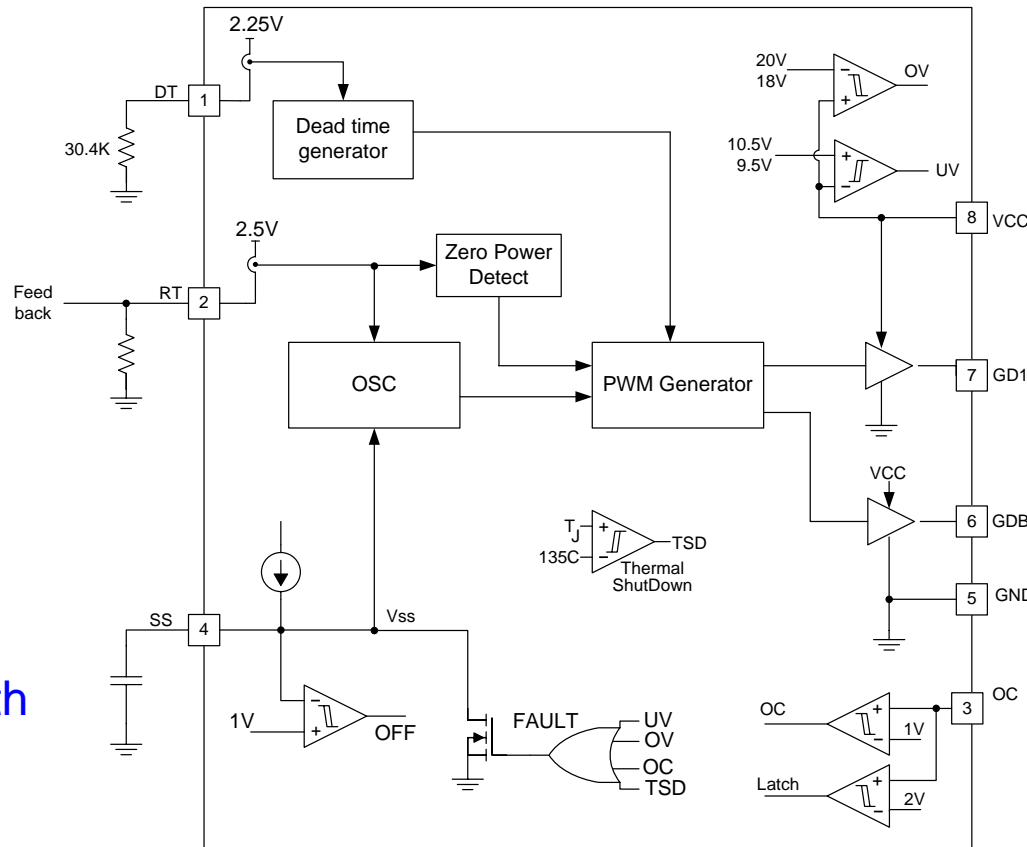 2.25V
DT
1
30.4K
Dead time
generator
20V
18V
OV
10.5V
9.5V
UV
8
VCC
2.5V
Zero Power
Detect
Feed
back
RT
2
OSC
PWM Generator
7
GD1
VCC
6
GDB
TJ
135C
TSD
Thermal
ShutDown
5
GND
SS
4
Vss
1V
OFF
FAULT
UV
OV
OC
TSD
OC
3
OC
1V
Latch
2V